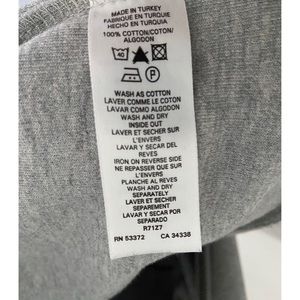 MADE IN TURKEY
FABRIQUE EN TURQUIE
HECHO EN TURQUIA
100% COTTON/COTON/
ALGODON
40
P
WASH AS COTTON
LAVER COMME LE COTON
LAVAR COMO ALGODON
WASH AND DRY
INSIDE OUT
LAVER ET SECHER SUR
L'ENVERS
LAVAR Y SECAR DEL
REVES
IRON ON REVERSE SIDE
NE REPASSER QUE SUR
L'ENVERS
PLANCHE AL REVES
WASH AND DRY
SEPARATELY
LAVER ET SECHER
SEPAREMENT
LAVAR Y SECAR POR
SEPARADO
R71Z7
RN 53372 CA 34338